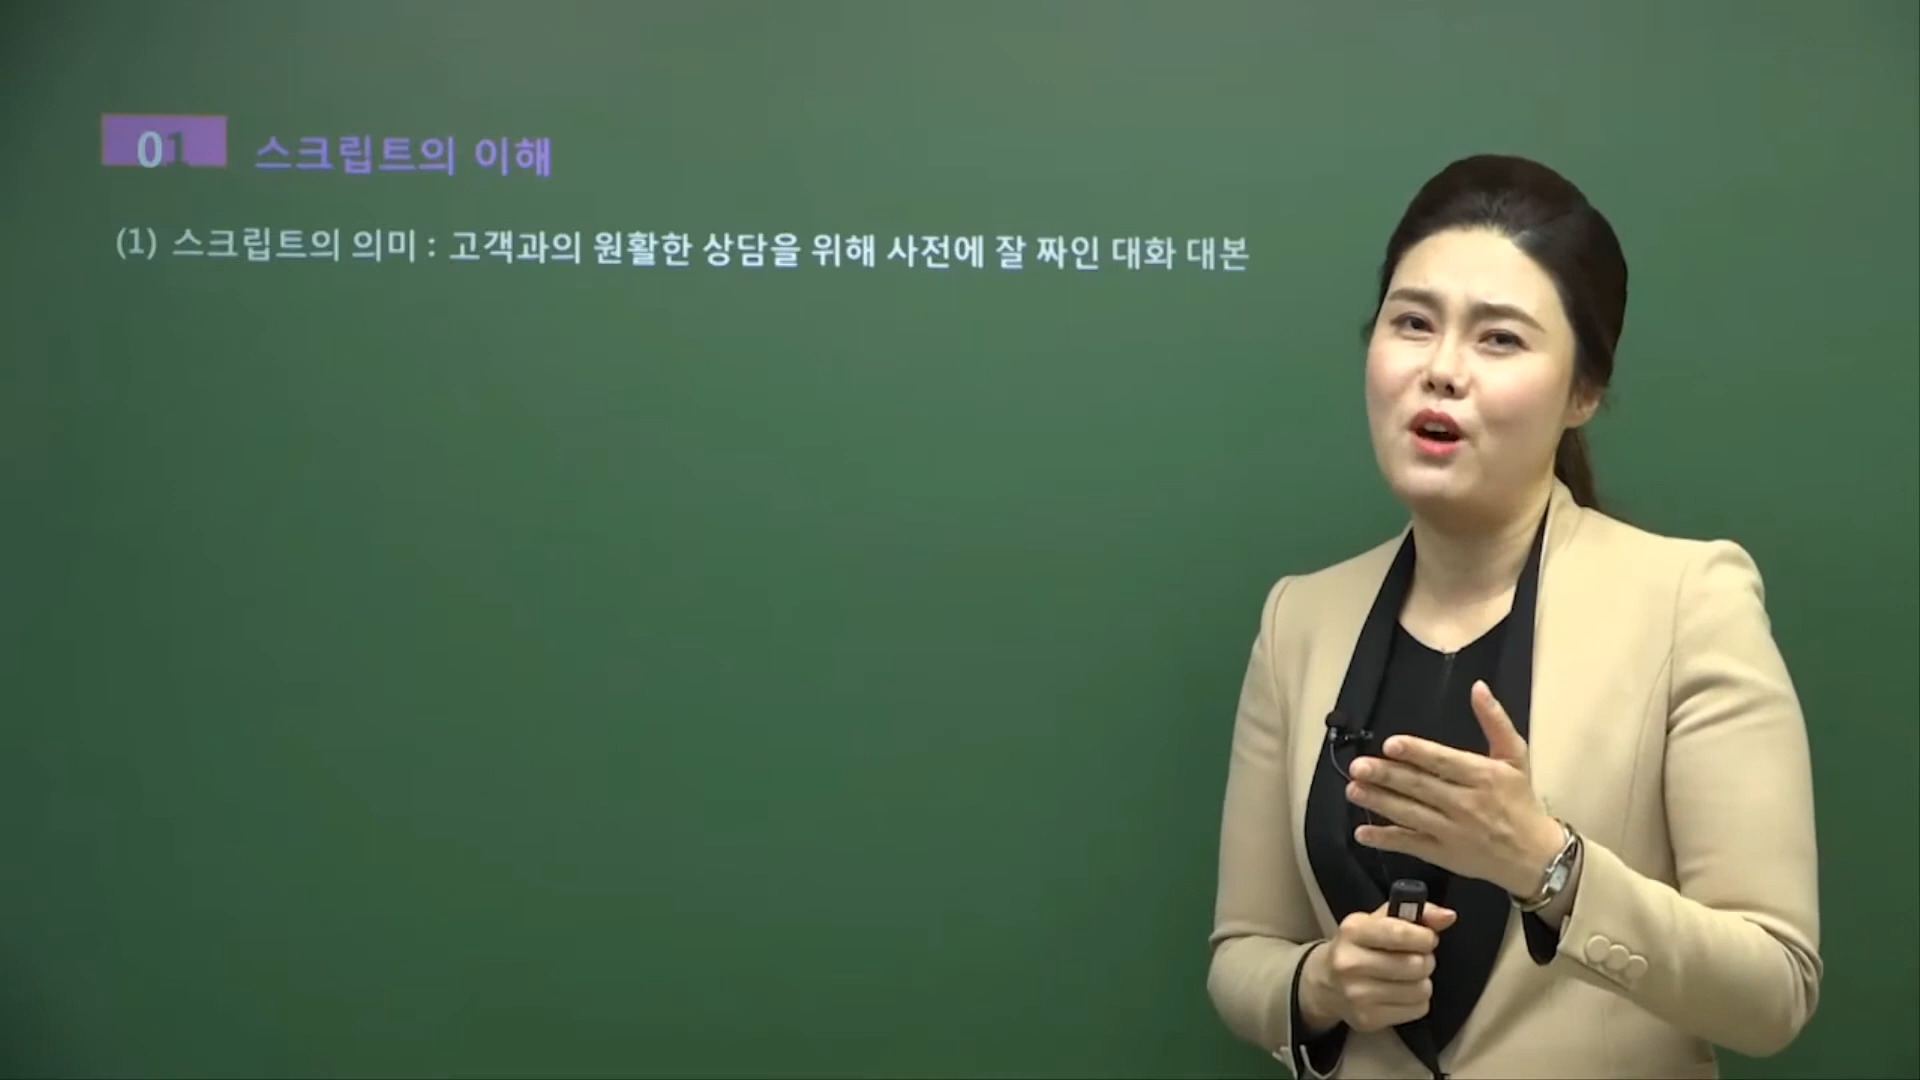 01 스크립트의 이해
(1) 스크립트의 의미 : 고객과의 원활한 상담을 위해 사전에 잘 짜인 대화 대본